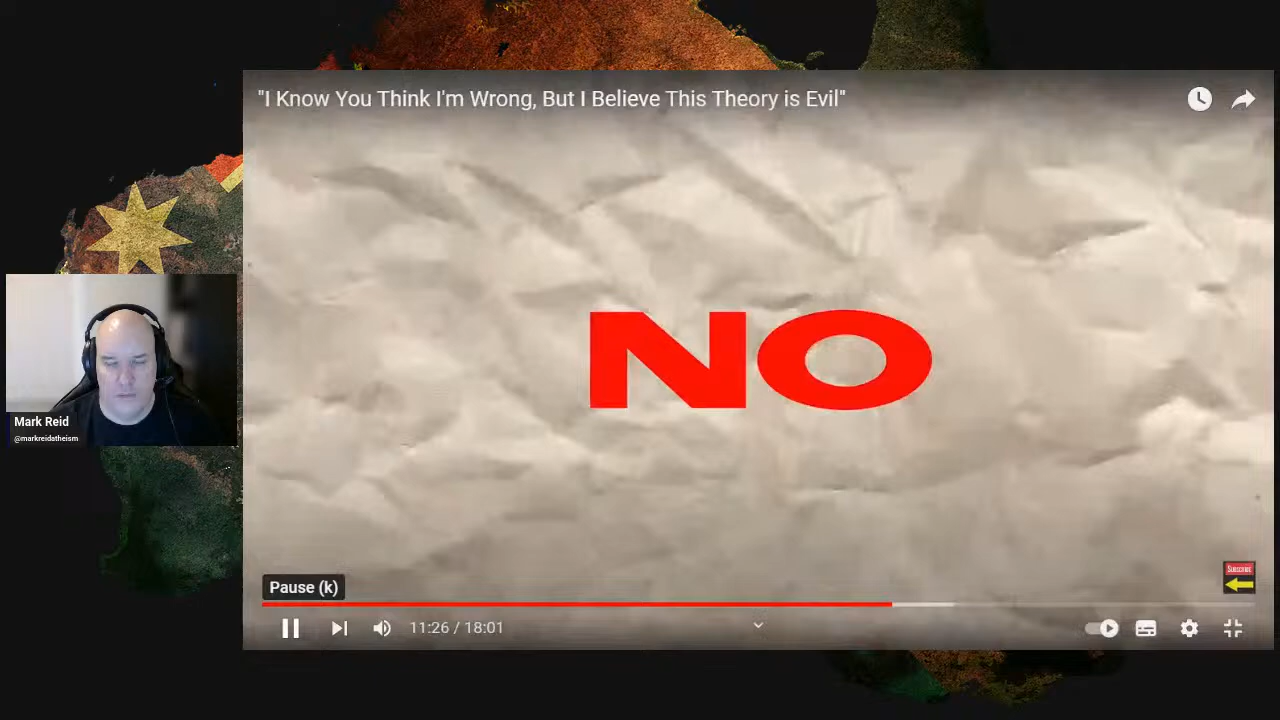 "I Know You Think I'm Wrong, But I Believe This Theory is Evil"
NO
Mark Reid
@markreidatheism
SUBSCRIBE
Pause (k)
11:26 / 18:01